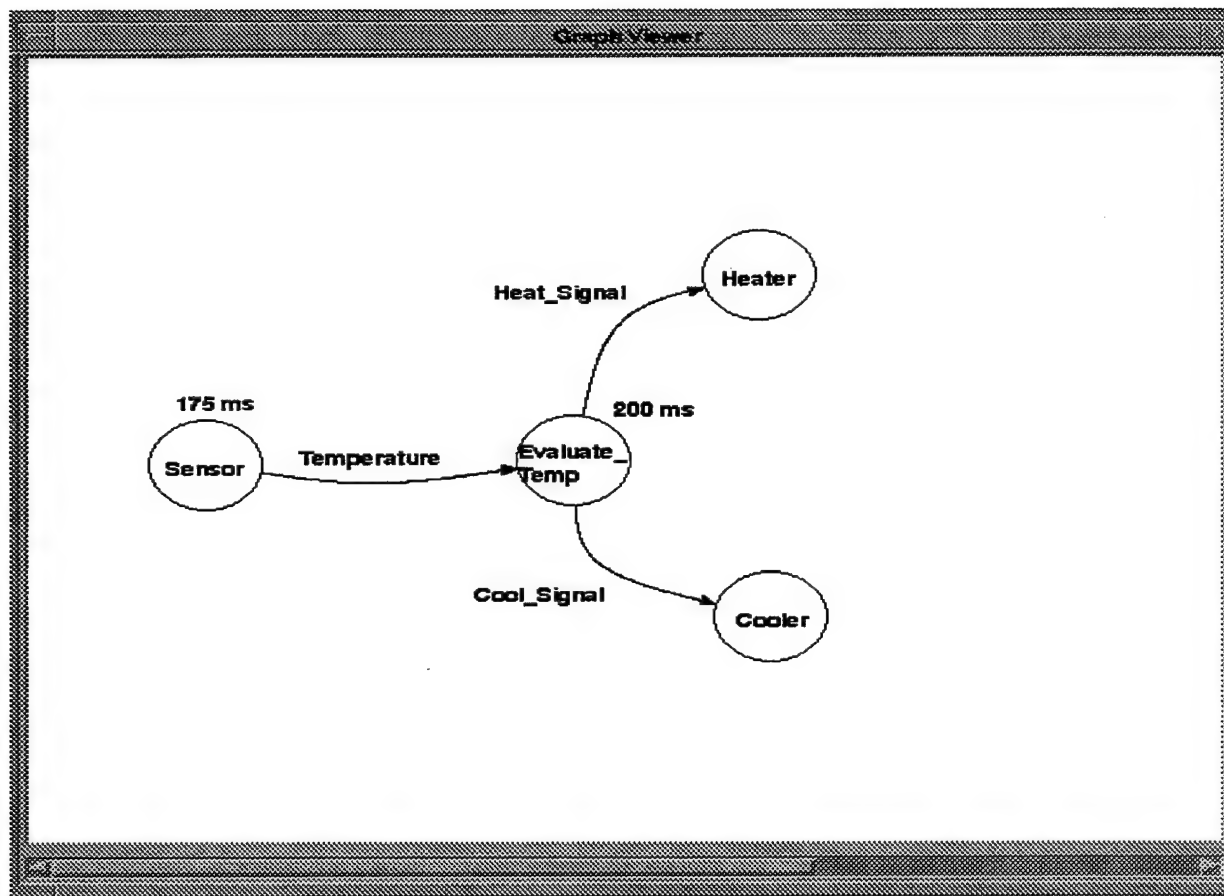 Graph Viewer
Heater
Heat_Signal
175 ms
200 ms
Sensor
Temperature
Evaluate_
Temp
Cool_Signal
Cooler